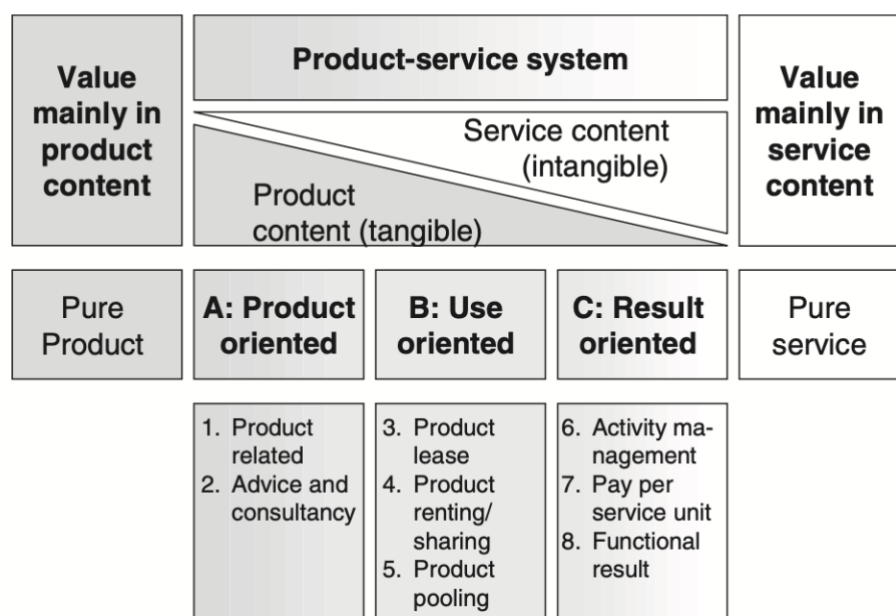 Value
mainly in
product
content
Product-service system
Service content
(intangible)
Product
content (tangible)
Value
mainly in
service
content
Pure
Product
A: Product
oriented
B: Use
oriented
C: Result
oriented
Pure
service
1. Product
related
2. Advice and
consultancy
3. Product
lease
4. Product
renting/
sharing
5. Product
pooling
6. Activity ma-
nagement
7. Pay per
service unit
8. Functional
result